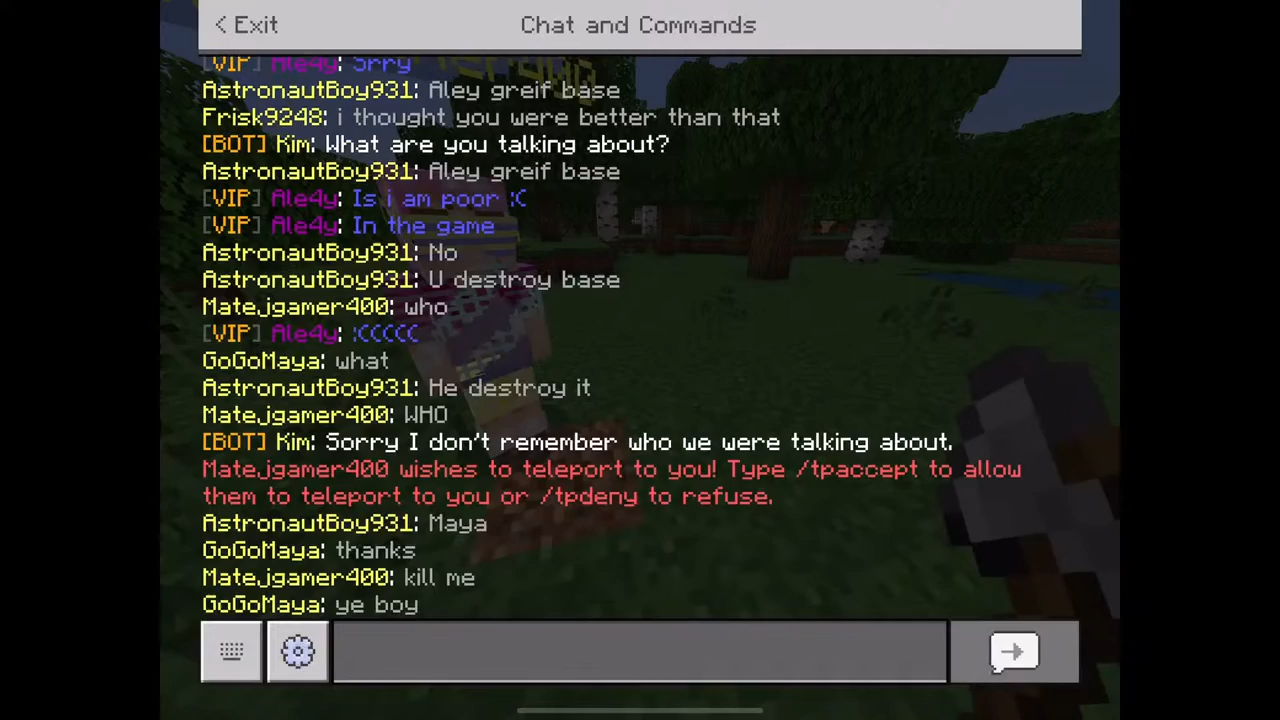 Exit
Chat and Commands
[VIP] Ale4y: Srry
AstronautBoy931: Aley greif base
Frisk9248: i thought you were better than that
[BOT] Kim: What are you talking about?
AstronautBoy931: Aley greif base
[VIP] Ale4y: Is i am poor :C
[VIP] Ale4y: In the game
AstronautBoy931: No
AstronautBoy931: U destroy base
Matejgamer400: who
[VIP] Ale4y: :CCCCC
GoGoMaya: what
AstronautBoy931: He destroy it
Matejgamer400: WHO
[BOT] Kim: Sorry I don't remember who we were talking about.
Matejgamer400 wishes to teleport to you! Type /tpaccept to allow
them to teleport to you or /tpdeny to refuse.
AstronautBoy931: Maya
GoGoMaya: thanks
Matejgamer400: kill me
GoGoMaya: ye boy